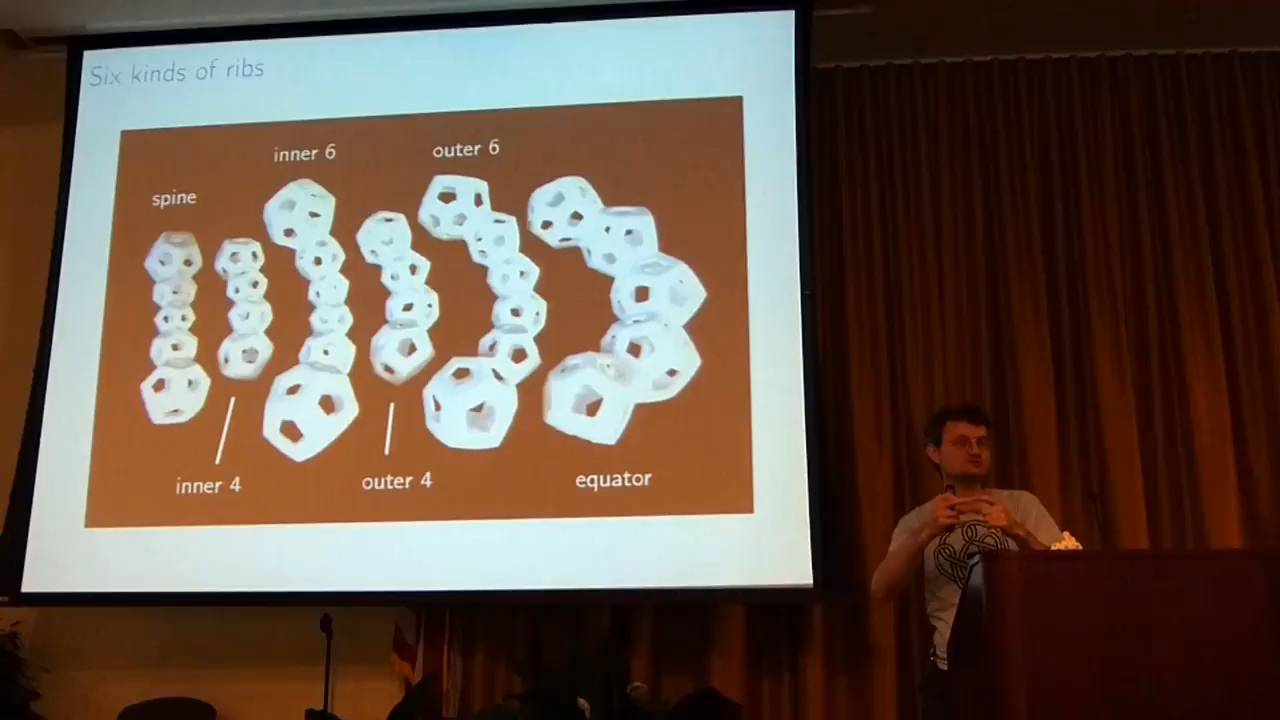 Six kinds of ribs
inner 6
outer 6
spine
inner 4
outer 4
equator